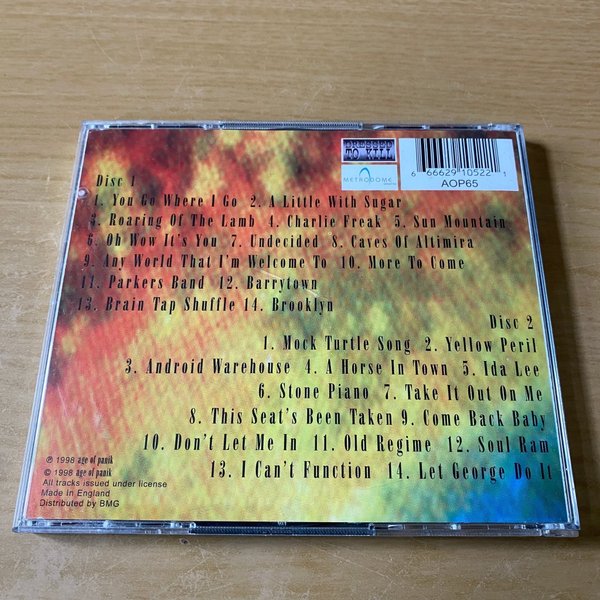 DRESSED
TO KILL
METRODOME
6 66629 10522 1
AOP65
Disc 1
1. You Go Where I Go 2. A Little With Sugar
3. Roaring Of The Lamb 4. Charlie Freak 5. Sun Mountain
6. Oh Wow It's You 7. Undecided 8. Caves Of Altimira
9. Any World That I'm Welcome To 10. More To Come
11. Parkers Band 12. Barrytown
13. Brain Tap Shuffle 14. Brooklyn
Disc 2
1. Mock Turtle Song 2. Yellow Peril
3. Android Warehouse 4. A Horse In Town 5. Ida Lee
6. Stone Piano 7. Take It Out On Me
8. This Seat's Been Taken 9. Come Back Baby
10. Don't Let Me In 11. Old Regime 12. Soul Ram
13. I Can't Function 14. Let George Do It
℗ 1998 age of panik
© 1998 age of panik
All tracks issued under license
Made in England
Distributed by BMG